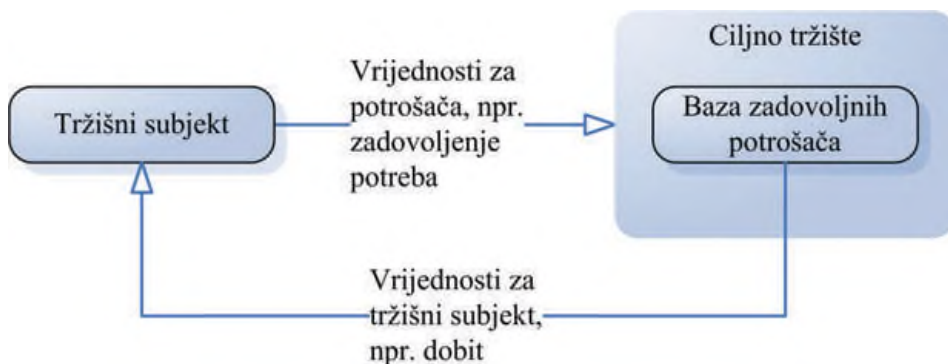 Ciljno tržište
Tržišni subjekt
Vrijednosti za
potrošača, npr.
zadovoljenje
potreba
Baza zadovoljnih
potrošača
Vrijednosti za
tržišni subjekt,
npr. dobit